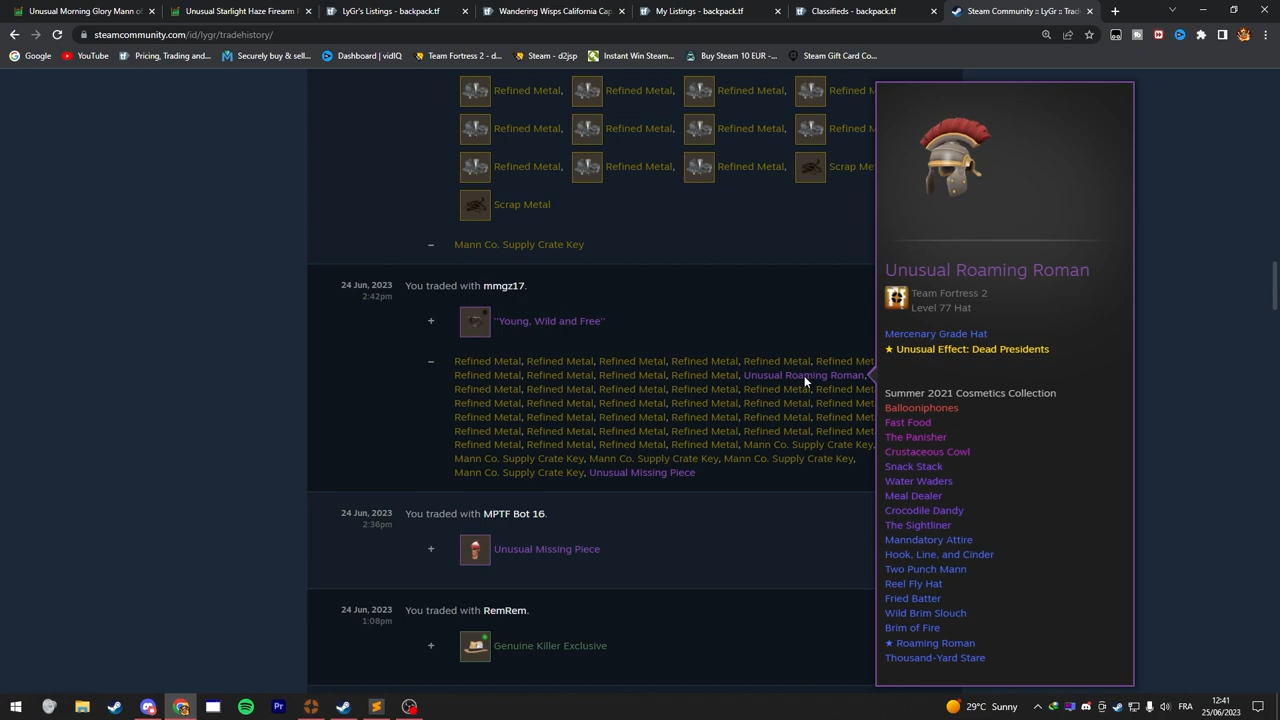 Unusual Morning Glory Mann o
Unusual Starlight Haze Firearm
LyGr's Listings - backpack.tf
Wandering Wisps California Cap
My Listings - backpack.tf
Classifieds - backpack.tf
Steam Community :: LyGr :: Trad
steamcommunity.com/id/lygr/tradehistory/
Google
YouTube
Pricing, Trading and...
Securely buy & sell...
Dashboard | vidIQ
Team Fortress 2 - d...
Steam - d2jsp
Instant Win Steam...
Buy Steam 10 EUR -...
Steam Gift Card Co...
Refined Metal, Refined Metal, Refined Metal, Refined M
Refined Metal, Refined Metal, Refined Metal, Refined M
Refined Metal, Refined Metal, Refined Metal, Scrap Me
Scrap Metal
– Mann Co. Supply Crate Key
24 Jun, 2023
2:42pm
You traded with mmgz17.
+ ''Young, Wild and Free''
– Refined Metal, Refined Metal, Refined Metal, Refined Metal, Refined Metal, Refined Met
Refined Metal, Refined Metal, Refined Metal, Refined Metal, Unusual Roaming Roman,
Refined Metal, Refined Metal, Refined Metal, Refined Metal, Refined Metal, Refined Met
Refined Metal, Refined Metal, Refined Metal, Refined Metal, Refined Metal, Refined Met
Refined Metal, Refined Metal, Refined Metal, Refined Metal, Refined Metal, Refined Met
Refined Metal, Refined Metal, Refined Metal, Refined Metal, Refined Metal, Refined Met
Refined Metal, Refined Metal, Refined Metal, Refined Metal, Mann Co. Supply Crate Key,
Mann Co. Supply Crate Key, Mann Co. Supply Crate Key, Mann Co. Supply Crate Key,
Mann Co. Supply Crate Key, Unusual Missing Piece
24 Jun, 2023
2:36pm
You traded with MPTF Bot 16.
+ Unusual Missing Piece
24 Jun, 2023
1:08pm
You traded with RemRem.
+ Genuine Killer Exclusive
Unusual Roaming Roman
Team Fortress 2
Level 77 Hat
Mercenary Grade Hat
★ Unusual Effect: Dead Presidents
Summer 2021 Cosmetics Collection
Ballooniphones
Fast Food
The Panisher
Crustaceous Cowl
Snack Stack
Water Waders
Meal Dealer
Crocodile Dandy
The Sightliner
Manndatory Attire
Hook, Line, and Cinder
Two Punch Mann
Reel Fly Hat
Fried Batter
Wild Brim Slouch
Brim of Fire
★ Roaming Roman
Thousand-Yard Stare
29°C Sunny
FRA
12:41
25/06/2023